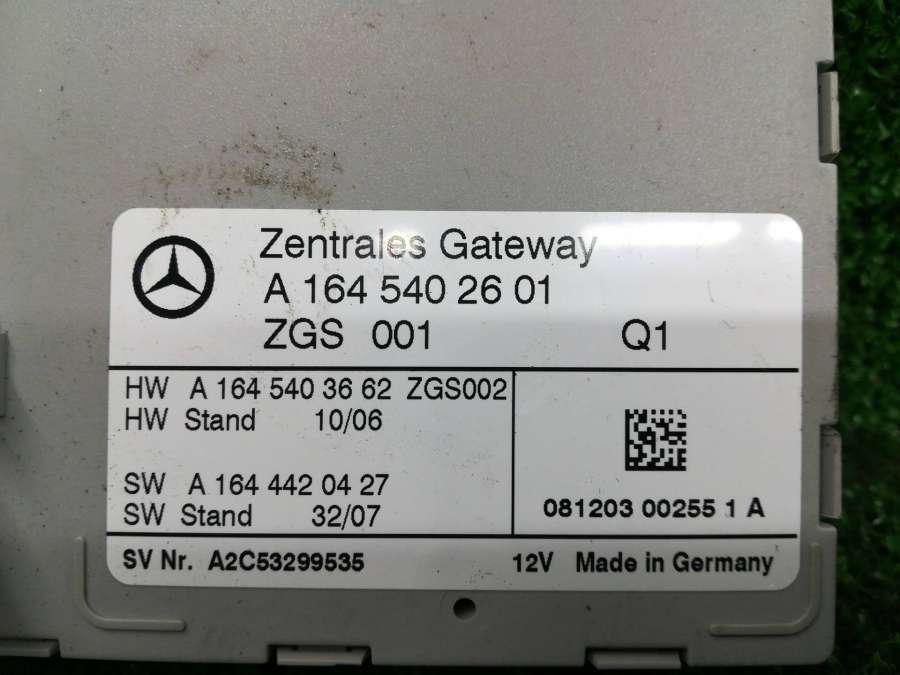 Zentrales Gateway
A 164 540 26 01
ZGS 001 Q1
HW A 164 540 36 62 ZGS002
HW Stand 10/06
SW A 164 442 04 27
SW Stand 32/07
081203 00255 1 A
SV Nr. A2C53299535 12V Made in Germany